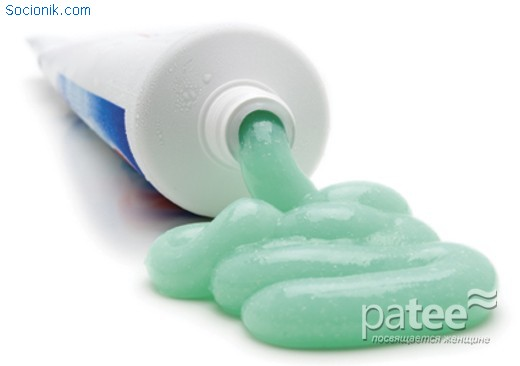 Socionik.com
patee
посвящается женщине